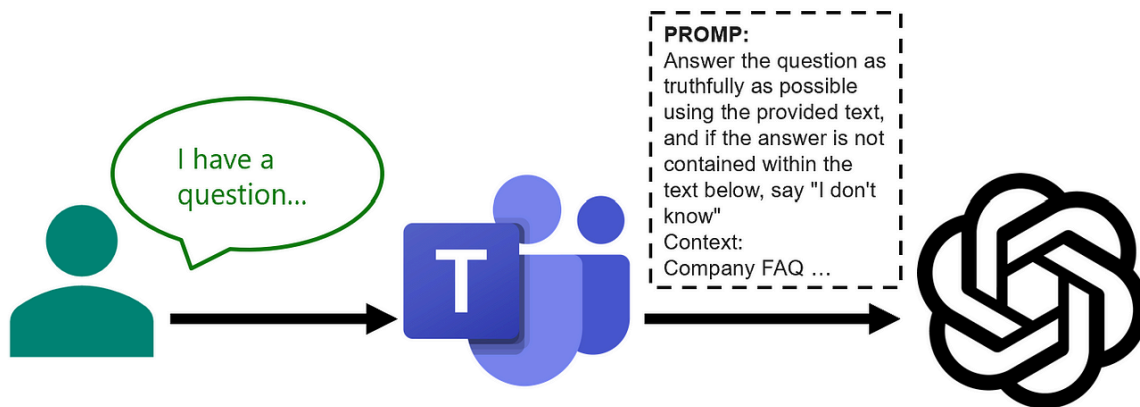 I have a
question...
T
PROMP:
Answer the question as
truthfully as possible
using the provided text,
and if the answer is not
contained within the
text below, say "I don't
know"
Context:
Company FAQ ...